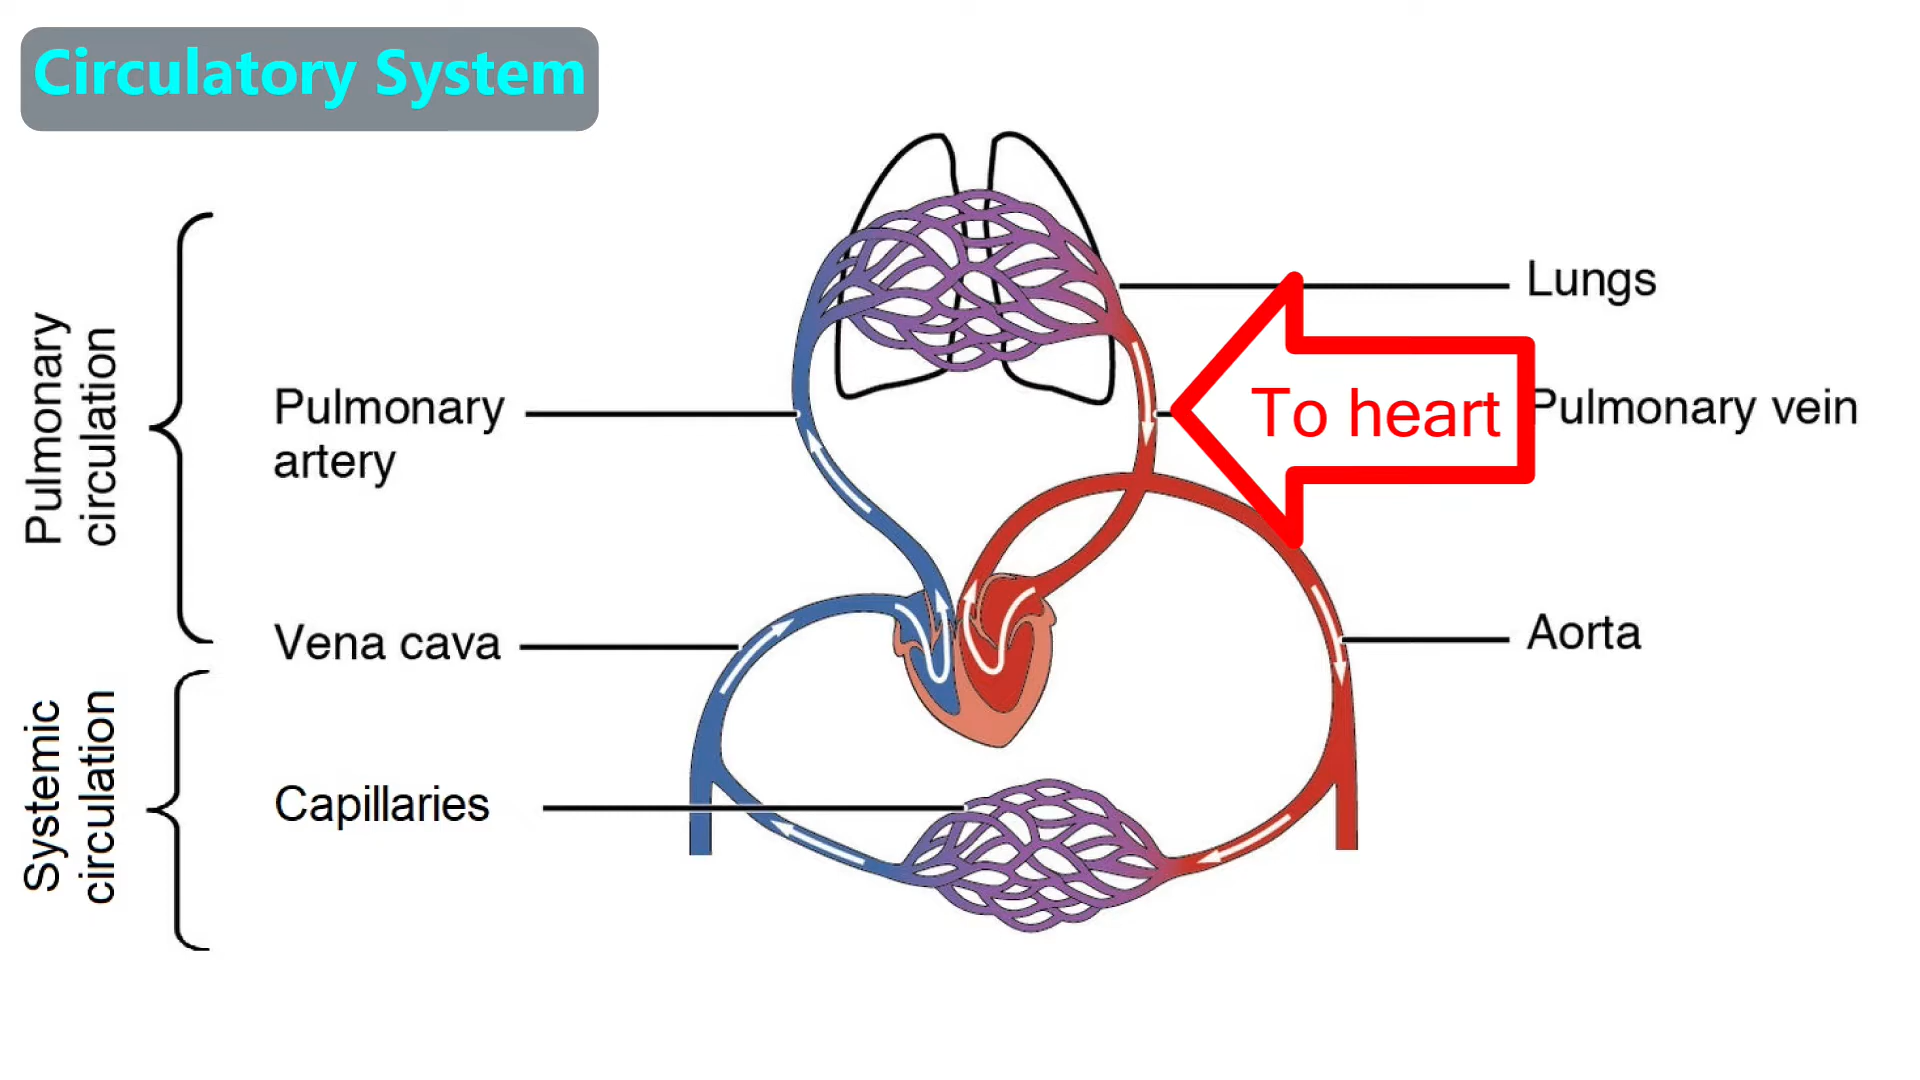 Circulatory System
Pulmonary
circulation
Systemic
circulation
Pulmonary
artery
Vena cava
Capillaries
Lungs
To heart
Pulmonary vein
Aorta